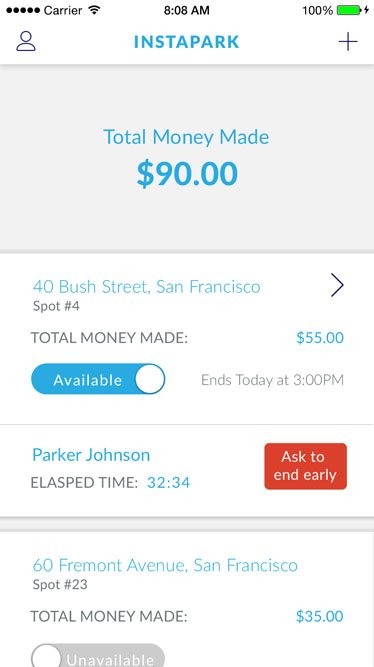 Carrier 8:08 AM 100%
INSTAPARK
Total Money Made
$90.00
40 Bush Street, San Francisco
Spot #4
TOTAL MONEY MADE: $55.00
Available Ends Today at 3:00PM
Parker Johnson
ELASPED TIME: 32:34
Ask to
end early
60 Fremont Avenue, San Francisco
Spot #23
TOTAL MONEY MADE: $35.00
Unavailable